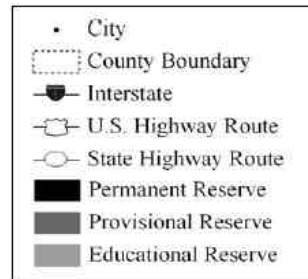 City
County Boundary
Interstate
U.S. Highway Route
State Highway Route
Permanent Reserve
Provisional Reserve
Educational Reserve